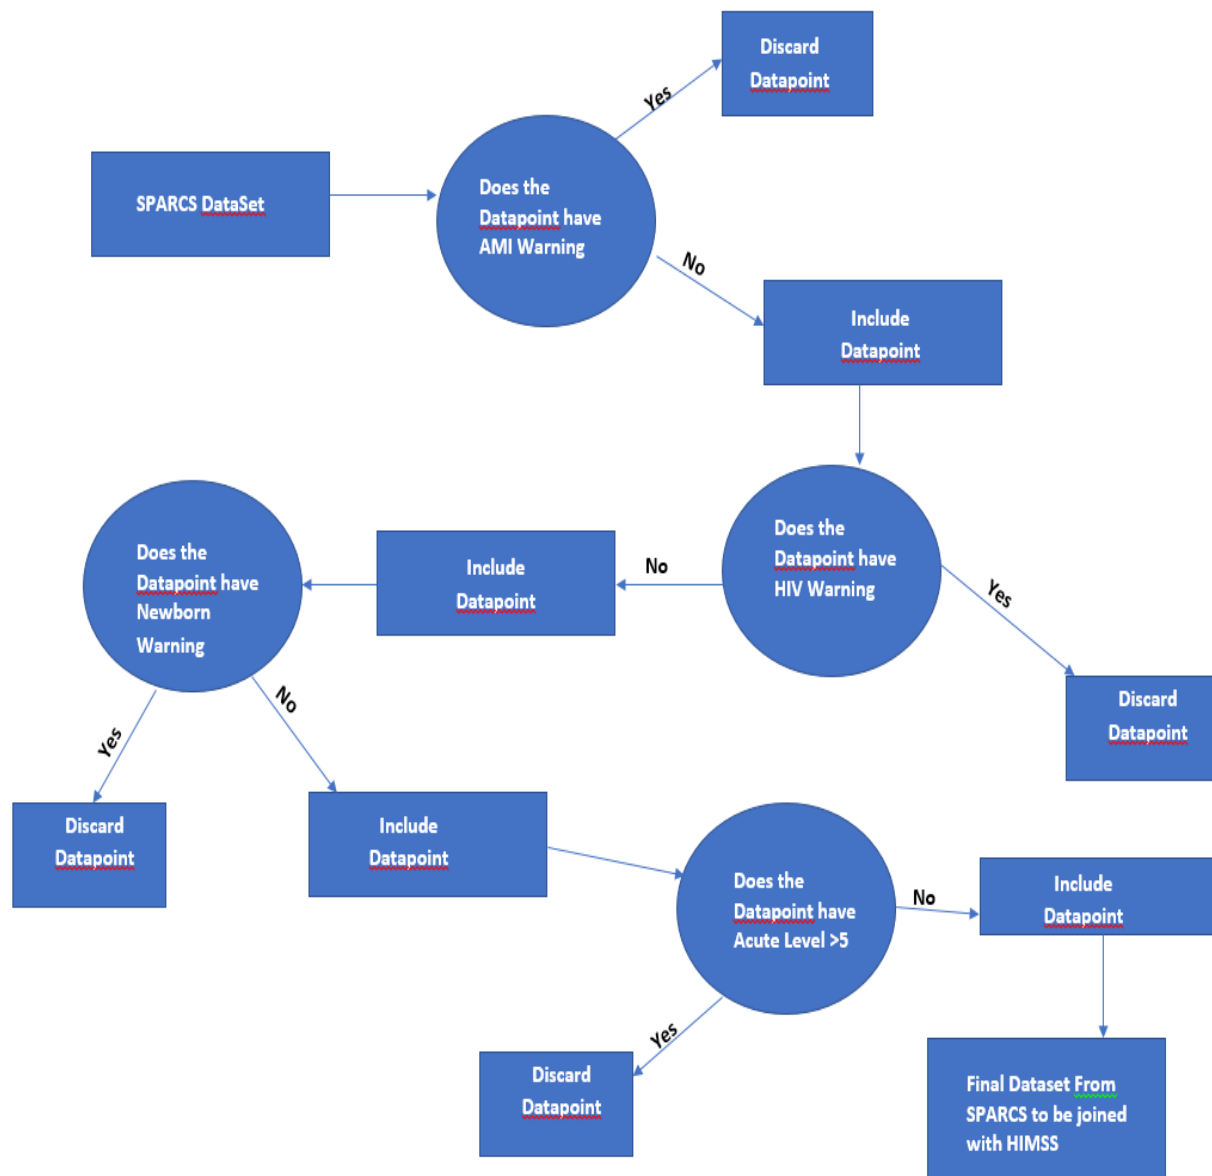 Discard
Datapoint
Yes
SPARCS DataSet
Does the
Datapoint have
AMI Warning
No
Include
Datapoint
Does the
Datapoint have
HIV Warning
Yes
Discard
Datapoint
No
Include
Datapoint
Does the
Datapoint have
Newborn
Warning
Yes
Discard
Datapoint
No
Include
Datapoint
Does the
Datapoint have
Acute Level >5
Yes
Discard
Datapoint
No
Include
Datapoint
Final Dataset From
SPARCS to be joined
with HIMSS